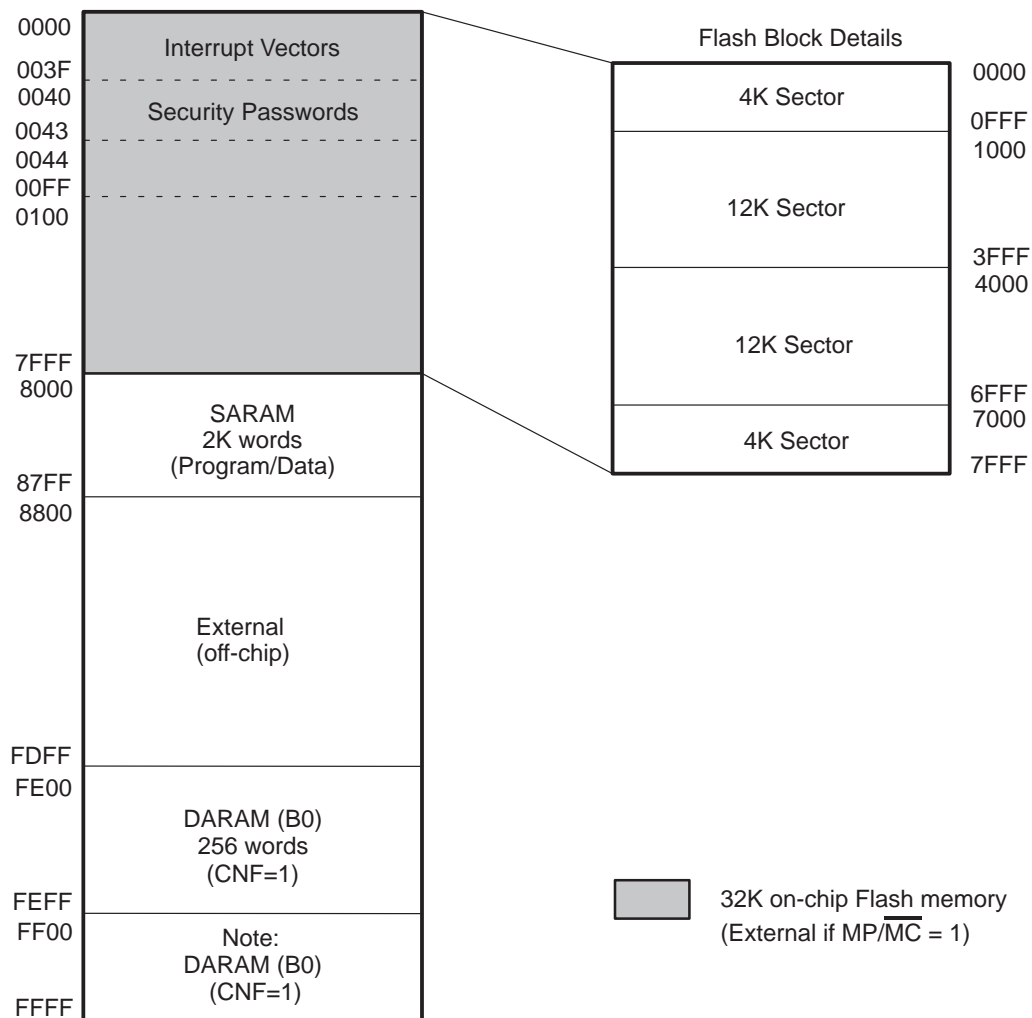 0000
Interrupt Vectors
003F
0040
Security Passwords
0043
0044
00FF
0100
7FFF
8000
SARAM
2K words
(Program/Data)
87FF
8800
External
(off-chip)
FDFF
FE00
DARAM (B0)
256 words
(CNF=1)
FEFF
FF00
Note:
DARAM (B0)
(CNF=1)
FFFF
Flash Block Details
0000
4K Sector
0FFF
1000
12K Sector
3FFF
4000
12K Sector
6FFF
7000
4K Sector
7FFF
32K on-chip Flash memory
(External if MP/M̅C̅ = 1)